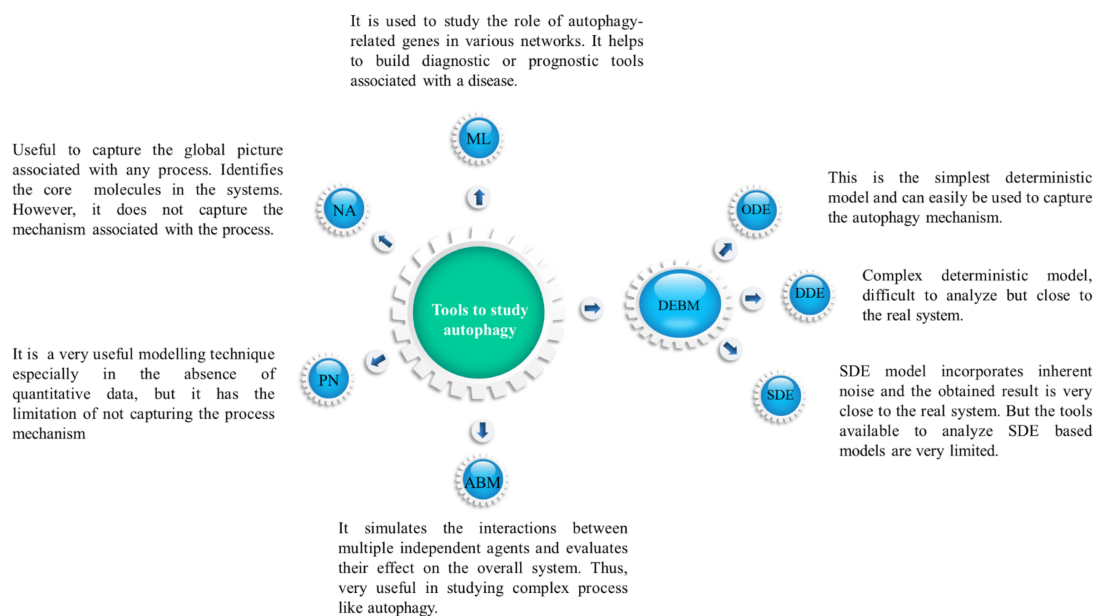 It is used to study the role of autophagy-
related genes in various networks. It helps
to build diagnostic or prognostic tools
associated with a disease.
ML
Useful to capture the global picture
associated with any process. Identifies
the core molecules in the systems.
However, it does not capture the
mechanism associated with the process.
NA
This is the simplest deterministic
model and can easily be used to capture
the autophagy mechanism.
ODE
Tools to study
autophagy
DEBM
DDE
Complex deterministic model,
difficult to analyze but close to
the real system.
It is a very useful modelling technique
especially in the absence of
quantitative data, but it has the
limitation of not capturing the process
mechanism
PN
SDE
SDE model incorporates inherent
noise and the obtained result is very
close to the real system. But the tools
available to analyze SDE based
models are very limited.
ABM
It simulates the interactions between
multiple independent agents and evaluates
their effect on the overall system. Thus,
very useful in studying complex process
like autophagy.